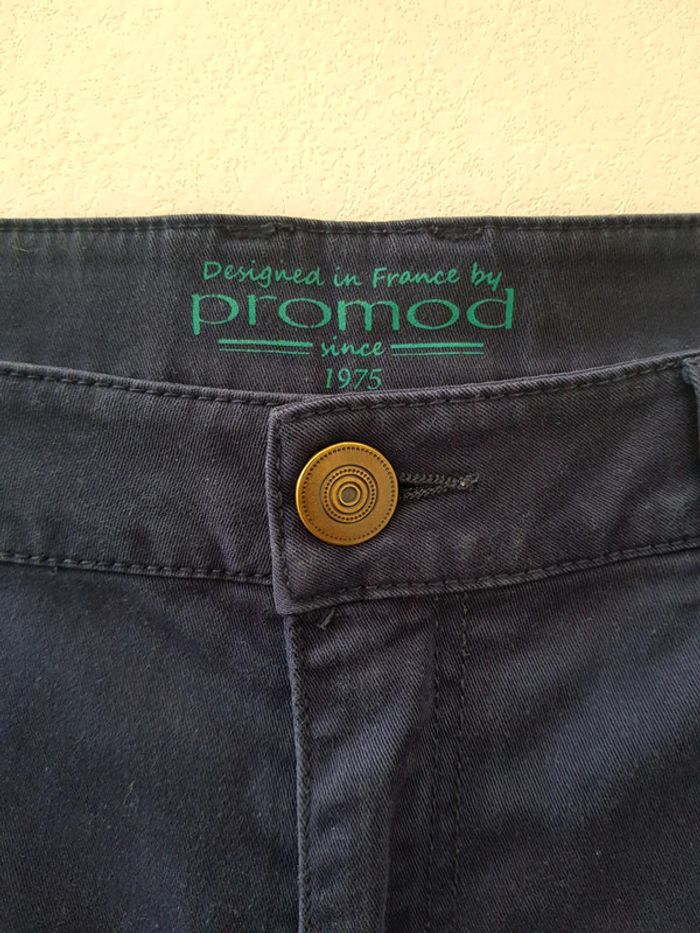 Designed in France by
promod
since
1975